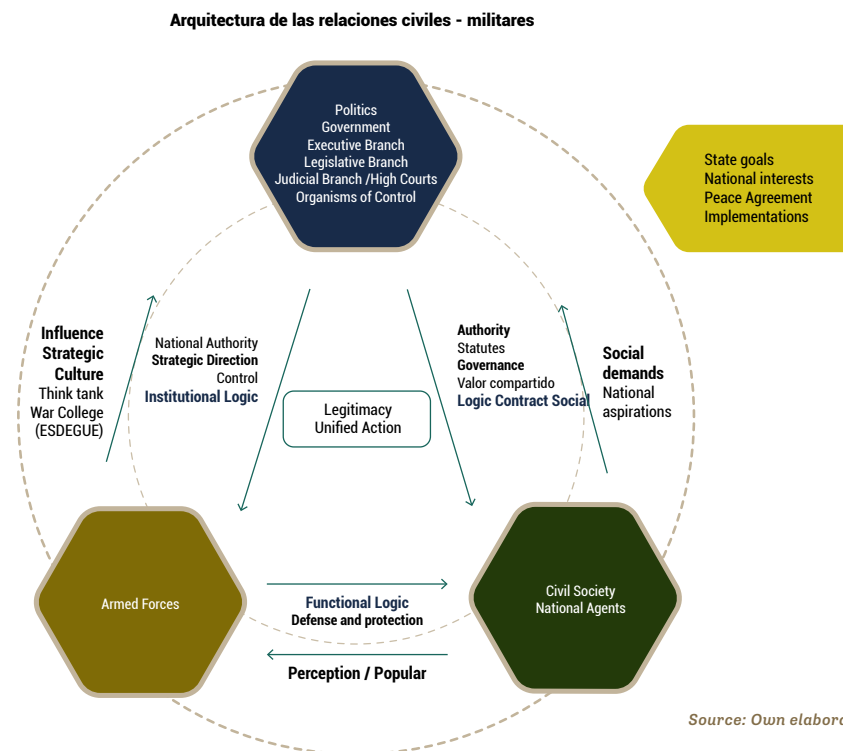 Arquitectura de las relaciones civiles - militares
Politics
Government
Executive Branch
Legislative Branch
Judicial Branch /High Courts
Organisms of Control
State goals
National interests
Peace Agreement
Implementations
Influence
Strategic
Culture
Think tank
War College
(ESDEGUE)
National Authority
Strategic Direction
Control
Institutional Logic
Legitimacy
Unified Action
Authority
Statutes
Governance
Valor compartido
Logic Contract Social
Social
demands
National
aspirations
Armed Forces
Functional Logic
Defense and protection
Perception / Popular
Civil Society
National Agents
Source: Own